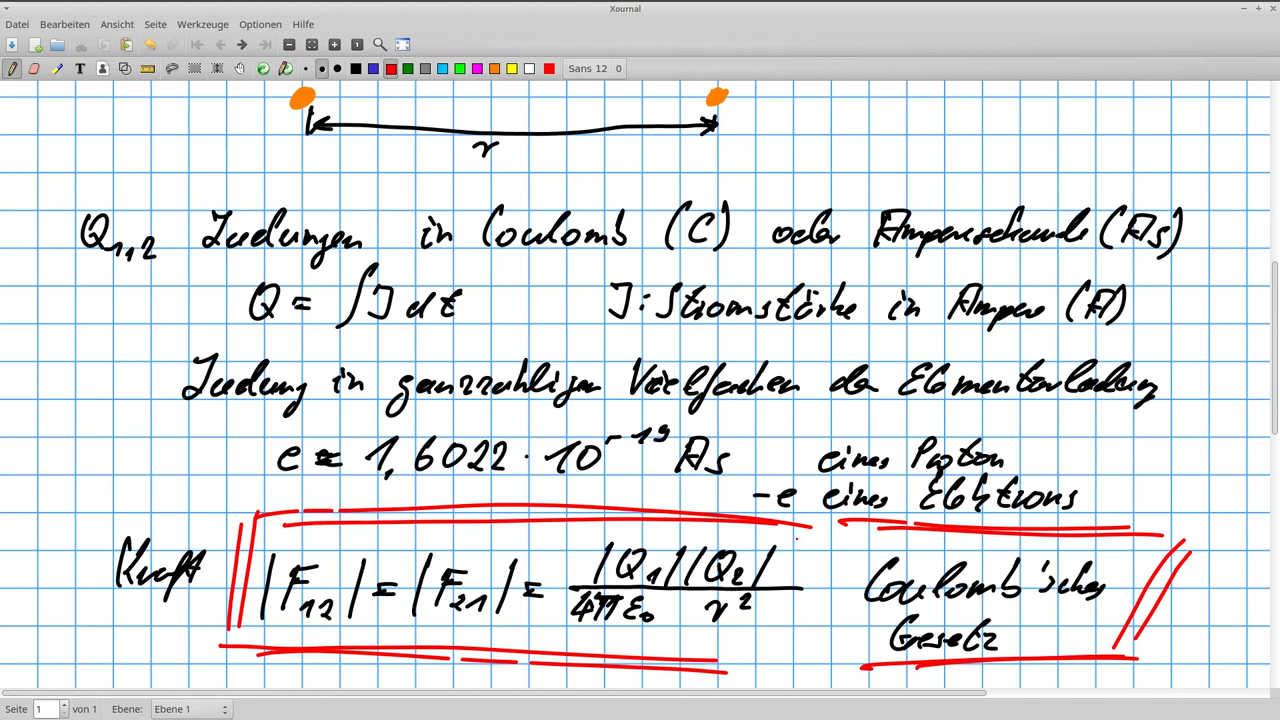 Xournal
Datei Bearbeiten Ansicht Seite Werkzeuge Optionen Hilfe
Sans 12 0
r
Q1,2 Ladungen in Coulomb (C) oder Amperesekunde (As)
Q = ∫ I dt I: Stromstärke in Ampere (A)
Ladung in ganzzahligen Vielfachen der Elementarladung
e ≈ 1,6022 · 10^-19 As eines Proton
-e eines Elektrons
Kraft |F12| = |F21| = |Q1||Q2| / 4πε0 r² Coulomb'sches
Gesetz
Seite 1 von 1 Ebene: Ebene 1